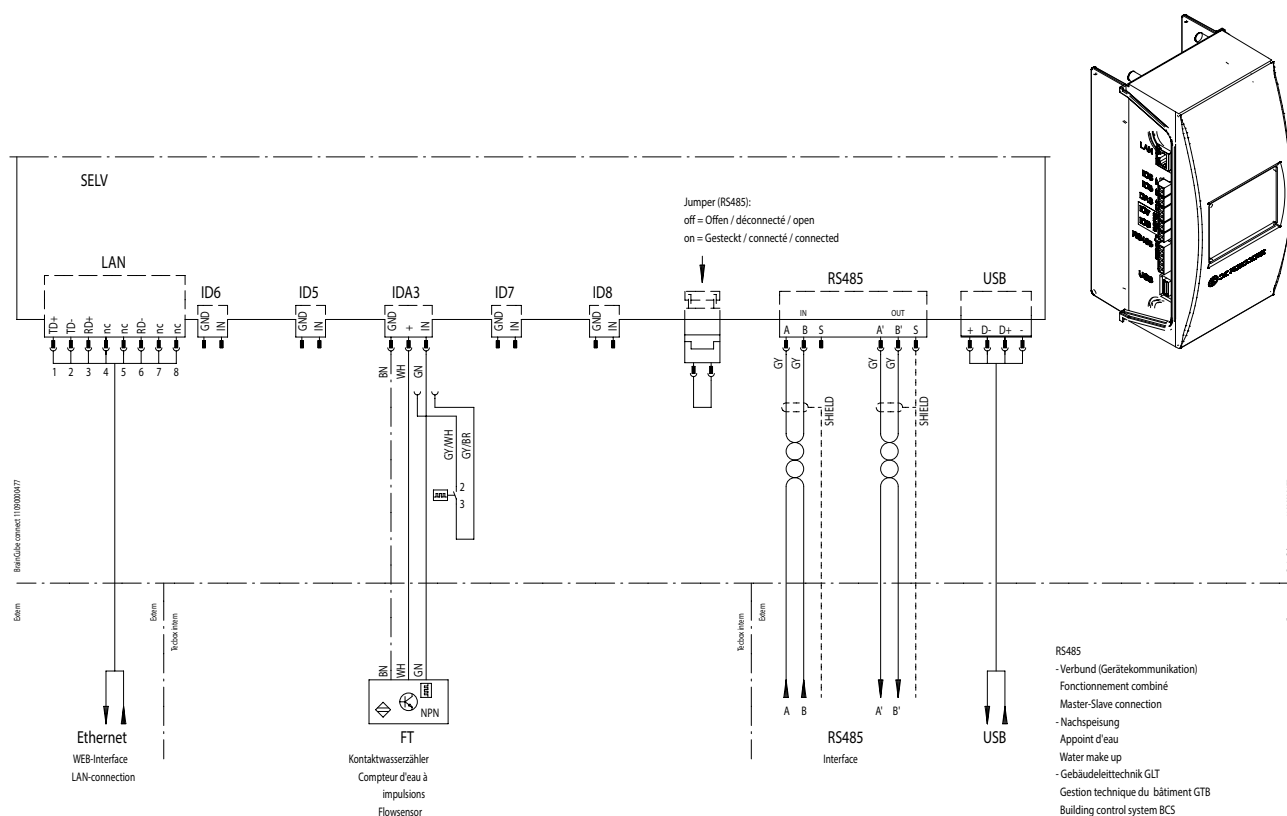 SELV
Jumper (RS485):
off = Offen / déconnecté / open
on = Gesteckt / connecté / connected
LAN
ID6
ID5
IDA3
ID7
ID8
RS485
USB
TD+
TD-
RD+
nc
nc
RD-
nc
nc
GND
IN
GND
IN
GND
+
IN
GND
IN
GND
IN
IN
OUT
A
B
S
A'
B'
S
+
D-
D+
-
1
2
3
4
5
6
7
8
BN
WH
GN
GY/WH
GY/BR
2
3
GY
GY
SHIELD
GY
GY
SHIELD
BrainCube connect 11090000477
Extern
Extern
Tecbox intern
Tecbox intern
Extern
BN
WH
GN
NPN
A
B
A'
B'
Ethernet
WEB-Interface
LAN-connection
FT
Kontaktwasserzähler
Compteur d'eau à
impulsions
Flowsensor
RS485
Interface
USB
RS485
- Verbund (Gerätekommunikation)
Fonctionnement combiné
Master-Slave connection
- Nachspeisung
Appoint d'eau
Water make up
- Gebäudeleittechnik GLT
Gestion technique du bâtiment GTB
Building control system BCS
LAN
RS485
USB